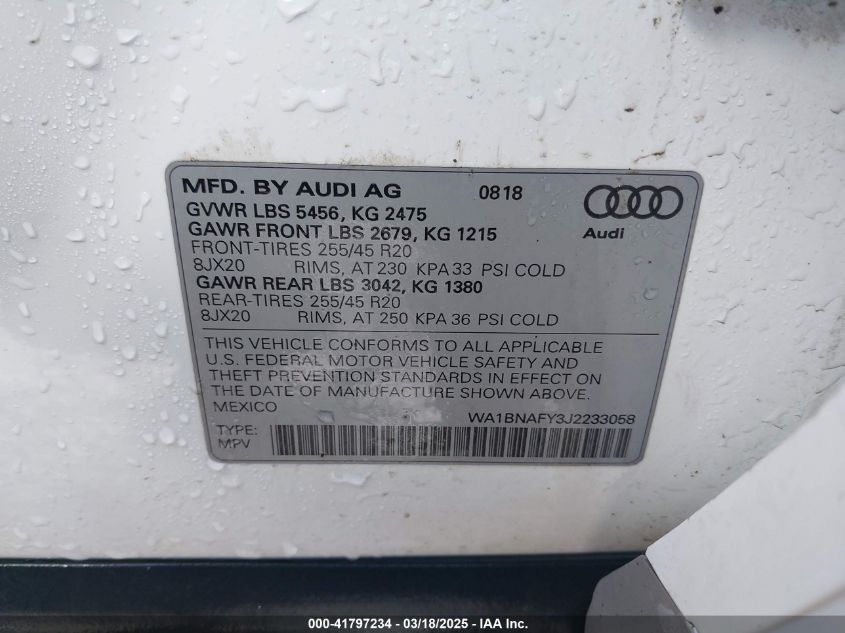 MFD. BY AUDI AG 0818
GVWR LBS 5456, KG 2475
GAWR FRONT LBS 2679, KG 1215
Audi
FRONT-TIRES 255/45 R20
8JX20 RIMS, AT 230 KPA 33 PSI COLD
GAWR REAR LBS 3042, KG 1380
REAR-TIRES 255/45 R20
8JX20 RIMS, AT 250 KPA 36 PSI COLD
THIS VEHICLE CONFORMS TO ALL APPLICABLE
U.S. FEDERAL MOTOR VEHICLE SAFETY AND
THEFT PREVENTION STANDARDS IN EFFECT ON
THE DATE OF MANUFACTURE SHOWN ABOVE.
MEXICO WA1BNAFY3J2233058
TYPE:
MPV
000-41797234 - 03/18/2025 - IAA Inc.